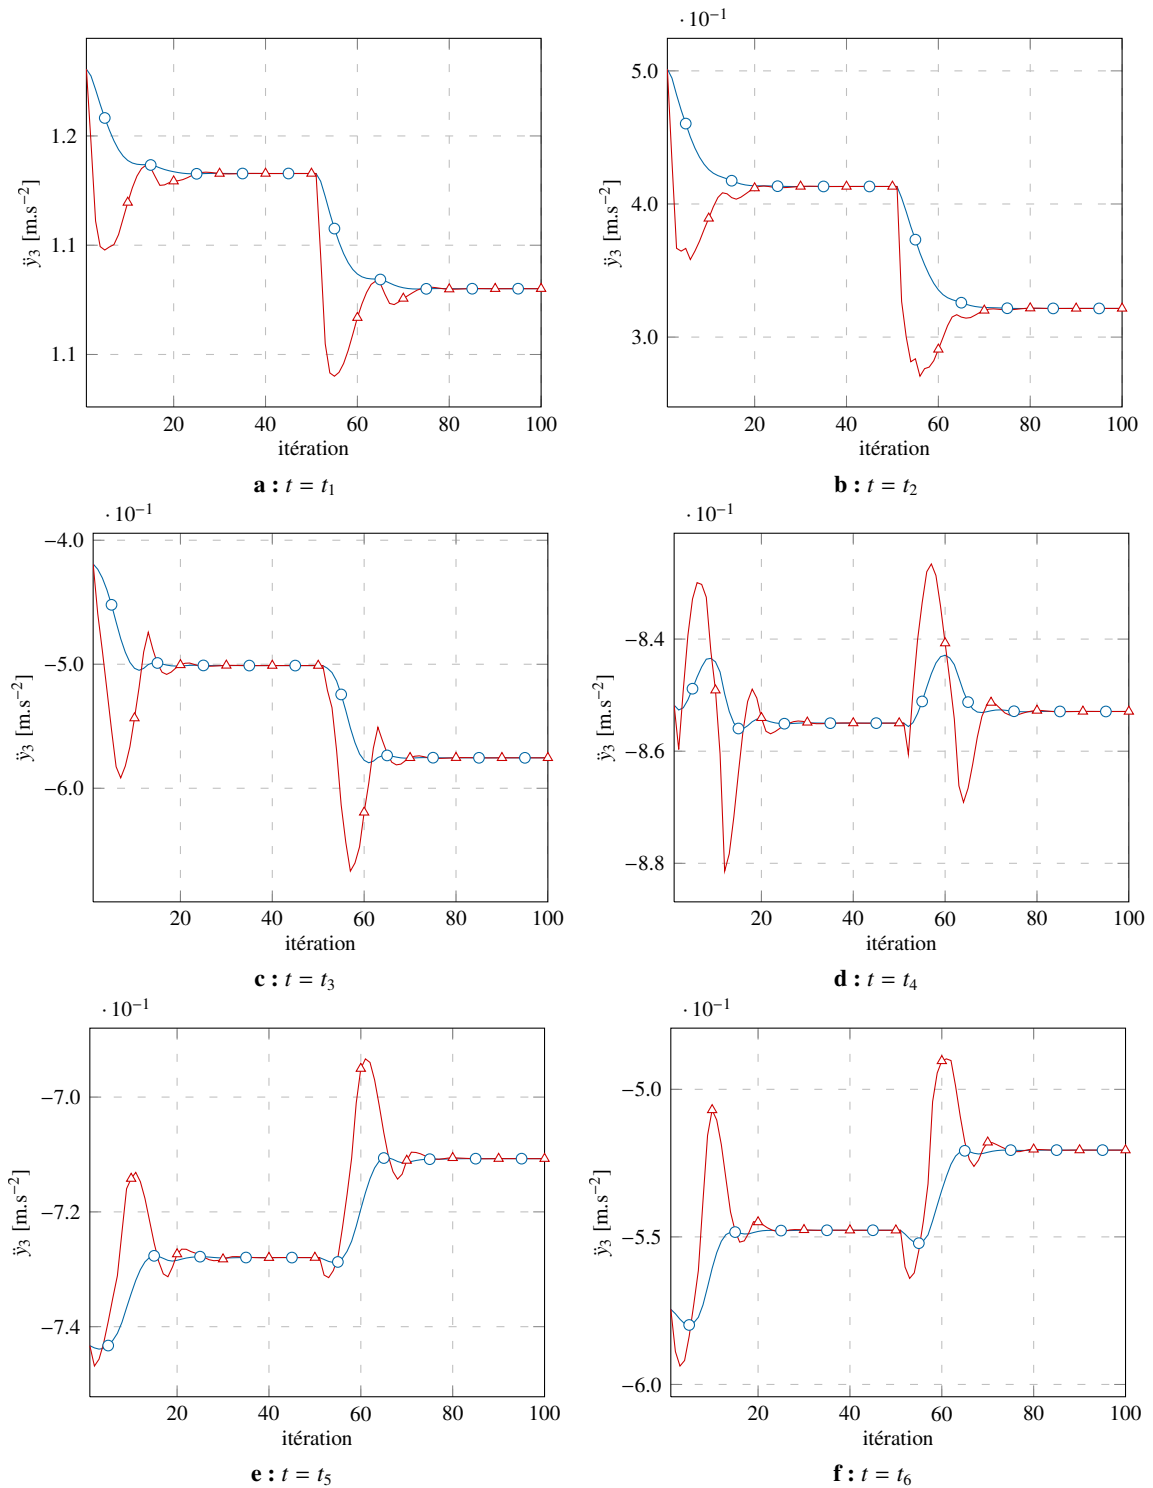 · 10⁻¹
1.2
1.1
1.1
ÿ₃ [m.s⁻²]
20 40 60 80 100
itération
a : t = t₁
5.0
4.0
3.0
ÿ₃ [m.s⁻²]
20 40 60 80 100
itération
b : t = t₂
· 10⁻¹
−4.0
−5.0
−6.0
ÿ₃ [m.s⁻²]
20 40 60 80 100
itération
c : t = t₃
· 10⁻¹
−8.4
−8.6
−8.8
ÿ₃ [m.s⁻²]
20 40 60 80 100
itération
d : t = t₄
· 10⁻¹
−7.0
−7.2
−7.4
ÿ₃ [m.s⁻²]
20 40 60 80 100
itération
e : t = t₅
· 10⁻¹
−5.0
−5.5
−6.0
ÿ₃ [m.s⁻²]
20 40 60 80 100
itération
f : t = t₆